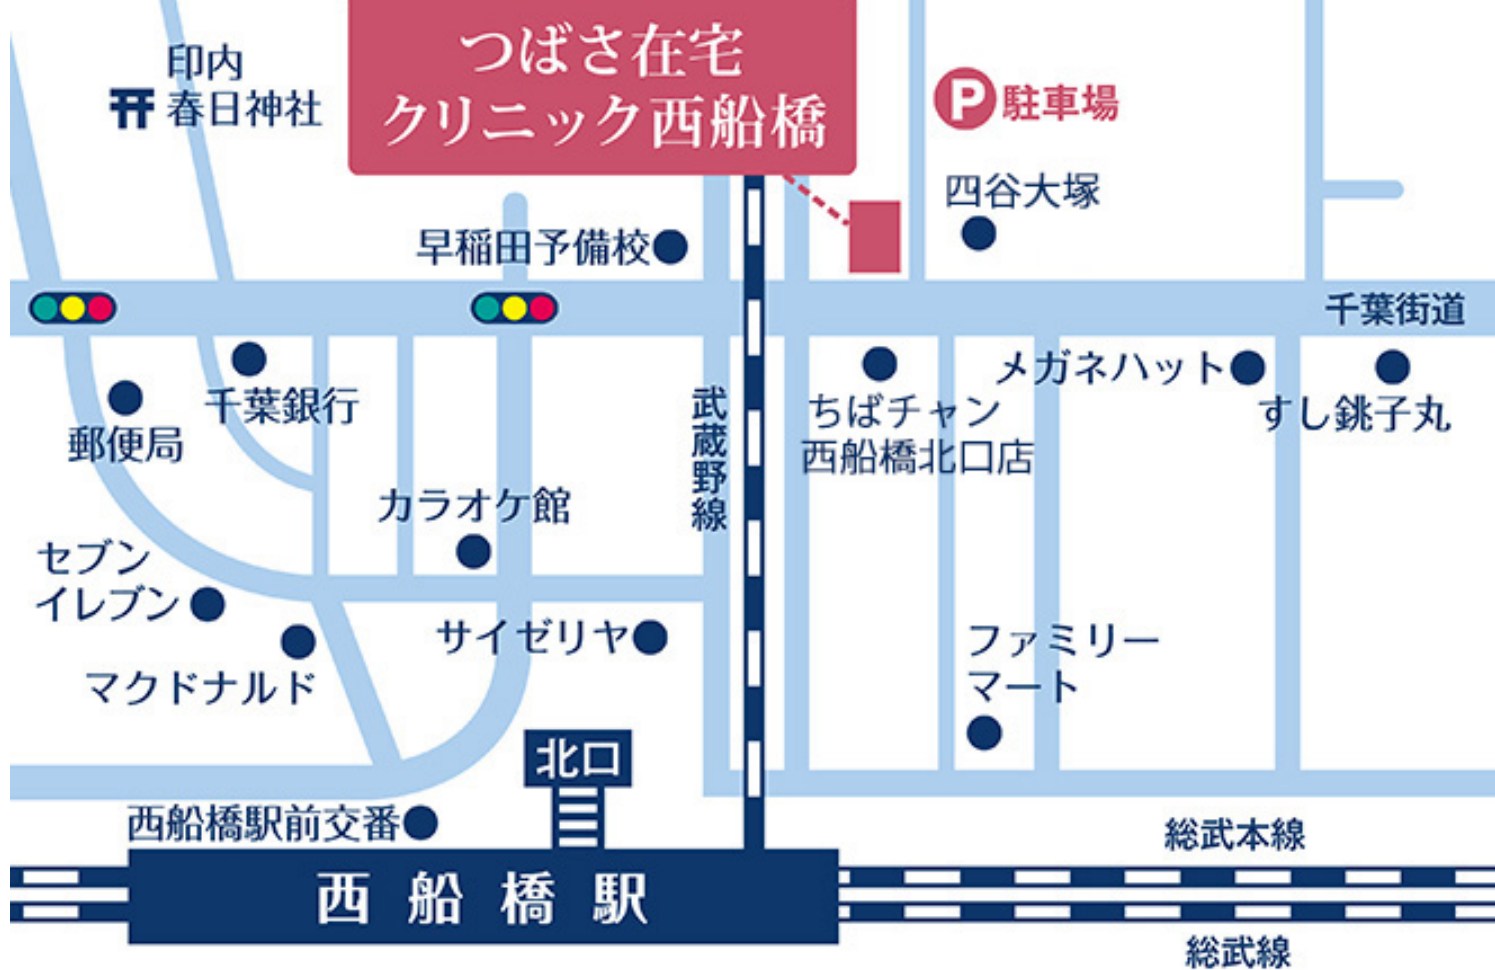 つばさ在宅
クリニック西船橋
印内
春日神社
P駐車場
四谷大塚
早稲田予備校
千葉街道
千葉銀行
郵便局
武蔵野線
ちばチャン
西船橋北口店
メガネハット
すし銚子丸
カラオケ館
セブン
イレブン
マクドナルド
サイゼリヤ
ファミリー
マート
北口
西船橋駅前交番
西船橋駅
総武本線
総武線